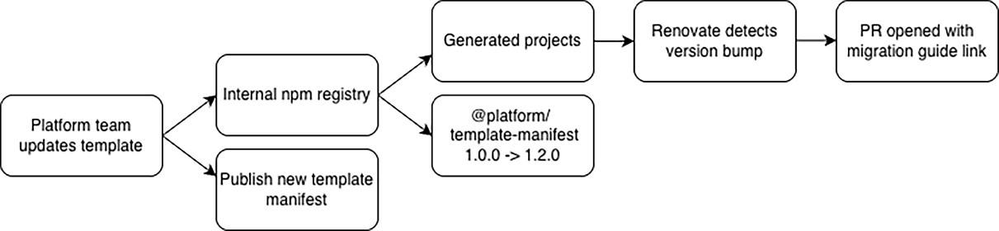 Platform team
updates template
Internal npm registry
Publish new template
manifest
Generated projects
@platform/
template-manifest
1.0.0 -> 1.2.0
Renovate detects
version bump
PR opened with
migration guide link